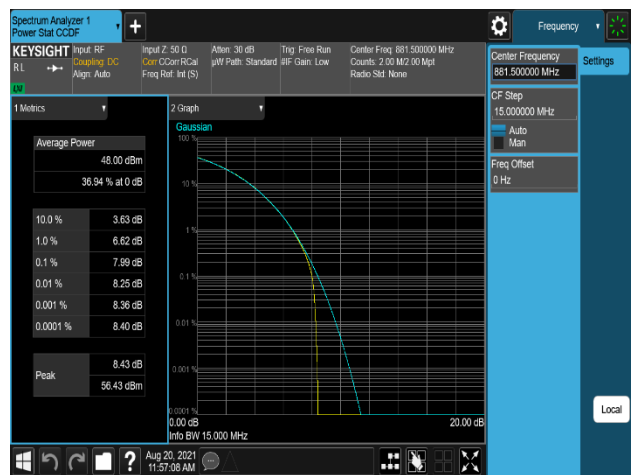 Spectrum Analyzer 1
Power Stat CCDF
Frequency
KEYSIGHT
RL
LXI
Input: RF
Coupling: DC
Align: Auto
Input Z: 50 Ω
Corr CCorr RCal
Freq Ref: Int (S)
Atten: 30 dB
µW Path: Standard
Trig: Free Run
#IF Gain: Low
Center Freq: 881.500000 MHz
Counts: 2.00 M/2.00 Mpt
Radio Std: None
Center Frequency
881.500000 MHz
Settings
CF Step
15.000000 MHz
Auto
Man
Freq Offset
0 Hz
Local
1 Metrics
Average Power
48.00 dBm
36.94 % at 0 dB
10.0 % 3.63 dB
1.0 % 6.62 dB
0.1 % 7.99 dB
0.01 % 8.25 dB
0.001 % 8.36 dB
0.0001 % 8.40 dB
Peak
8.43 dB
56.43 dBm
2 Graph
Gaussian
100 %
10 %
1 %
0.1 %
0.01 %
0.001 %
0.0001 %
0.00 dB
20.00 dB
Info BW 15.000 MHz
?
Aug 20, 2021
11:57:08 AM